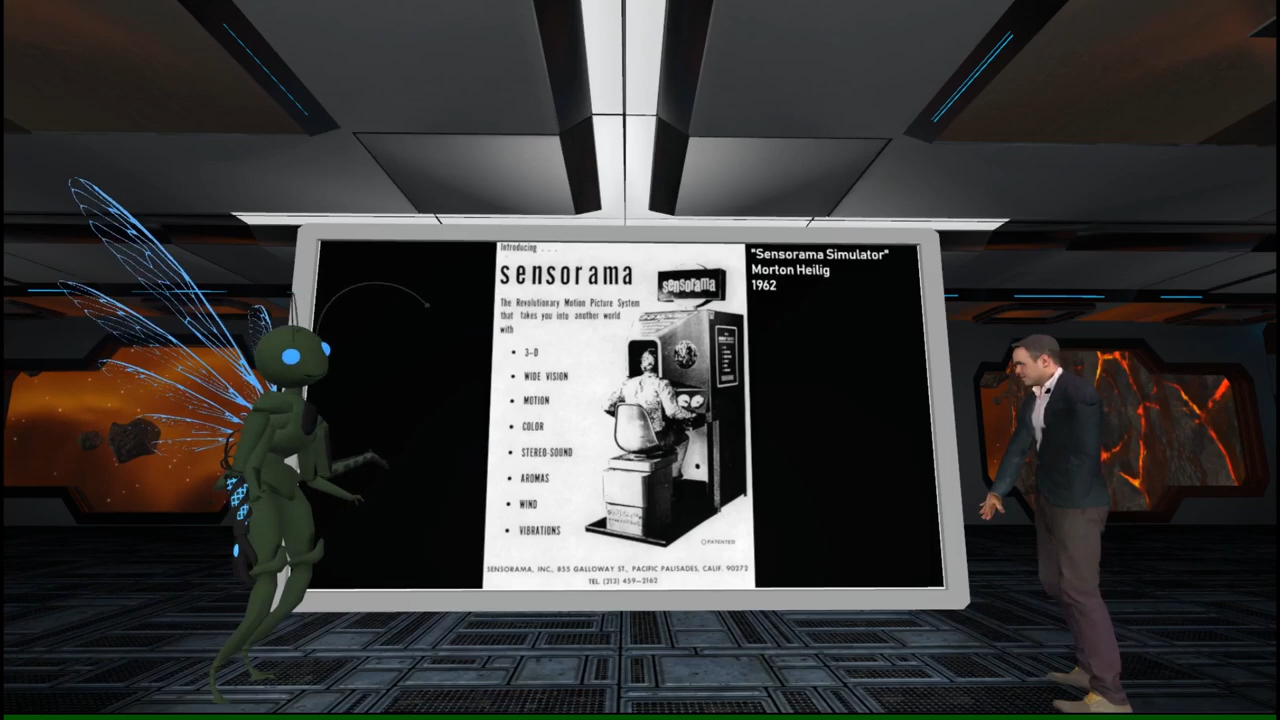 Introducing . . .
sensorama
sensorama
The Revolutionary Motion Picture System
that takes you into another world
with
• 3-D
• WIDE VISION
• MOTION
• COLOR
• STEREO-SOUND
• AROMAS
• WIND
• VIBRATIONS
PATENTED
SENSORAMA, INC., 855 GALLOWAY ST., PACIFIC PALISADES, CALIF. 90272
TEL. (213) 459—2162
"Sensorama Simulator"
Morton Heilig
1962